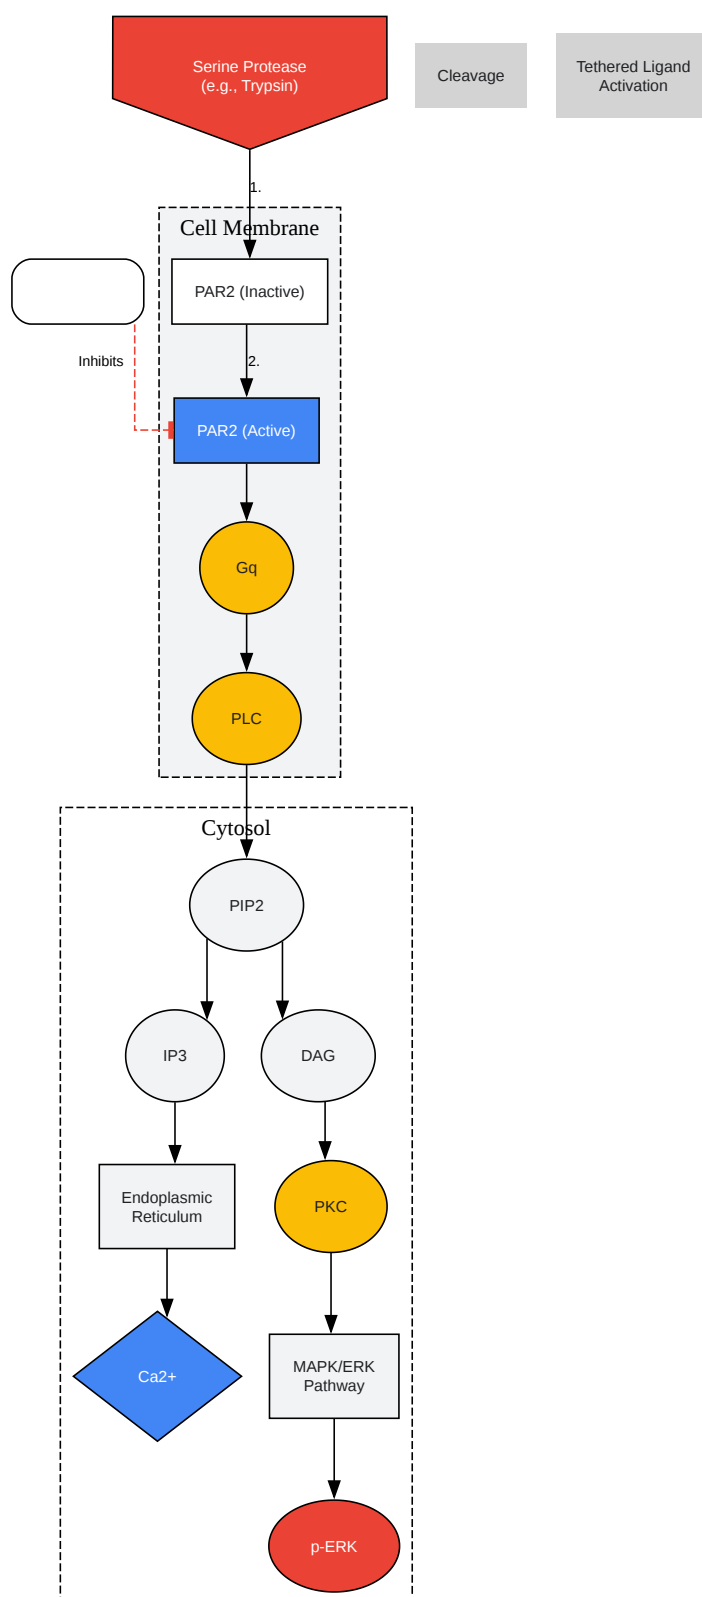 Serine Protease
(e.g., Trypsin)
Cleavage
Tethered Ligand
Activation
1.
Cell Membrane
PAR2 (Inactive)
Inhibits
2.
PAR2 (Active)
Gq
PLC
Cytosol
PIP2
IP3
DAG
Endoplasmic
Reticulum
PKC
Ca2+
MAPK/ERK
Pathway
p-ERK